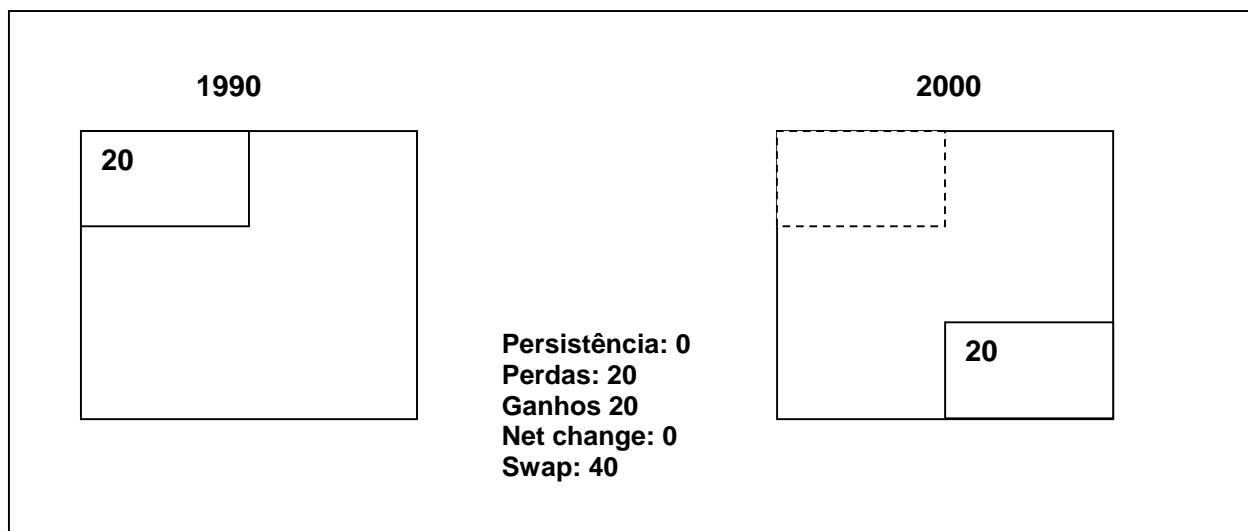 1990
2000
20
20
Persistência: 0
Perdas: 20
Ganhos 20
Net change: 0
Swap: 40